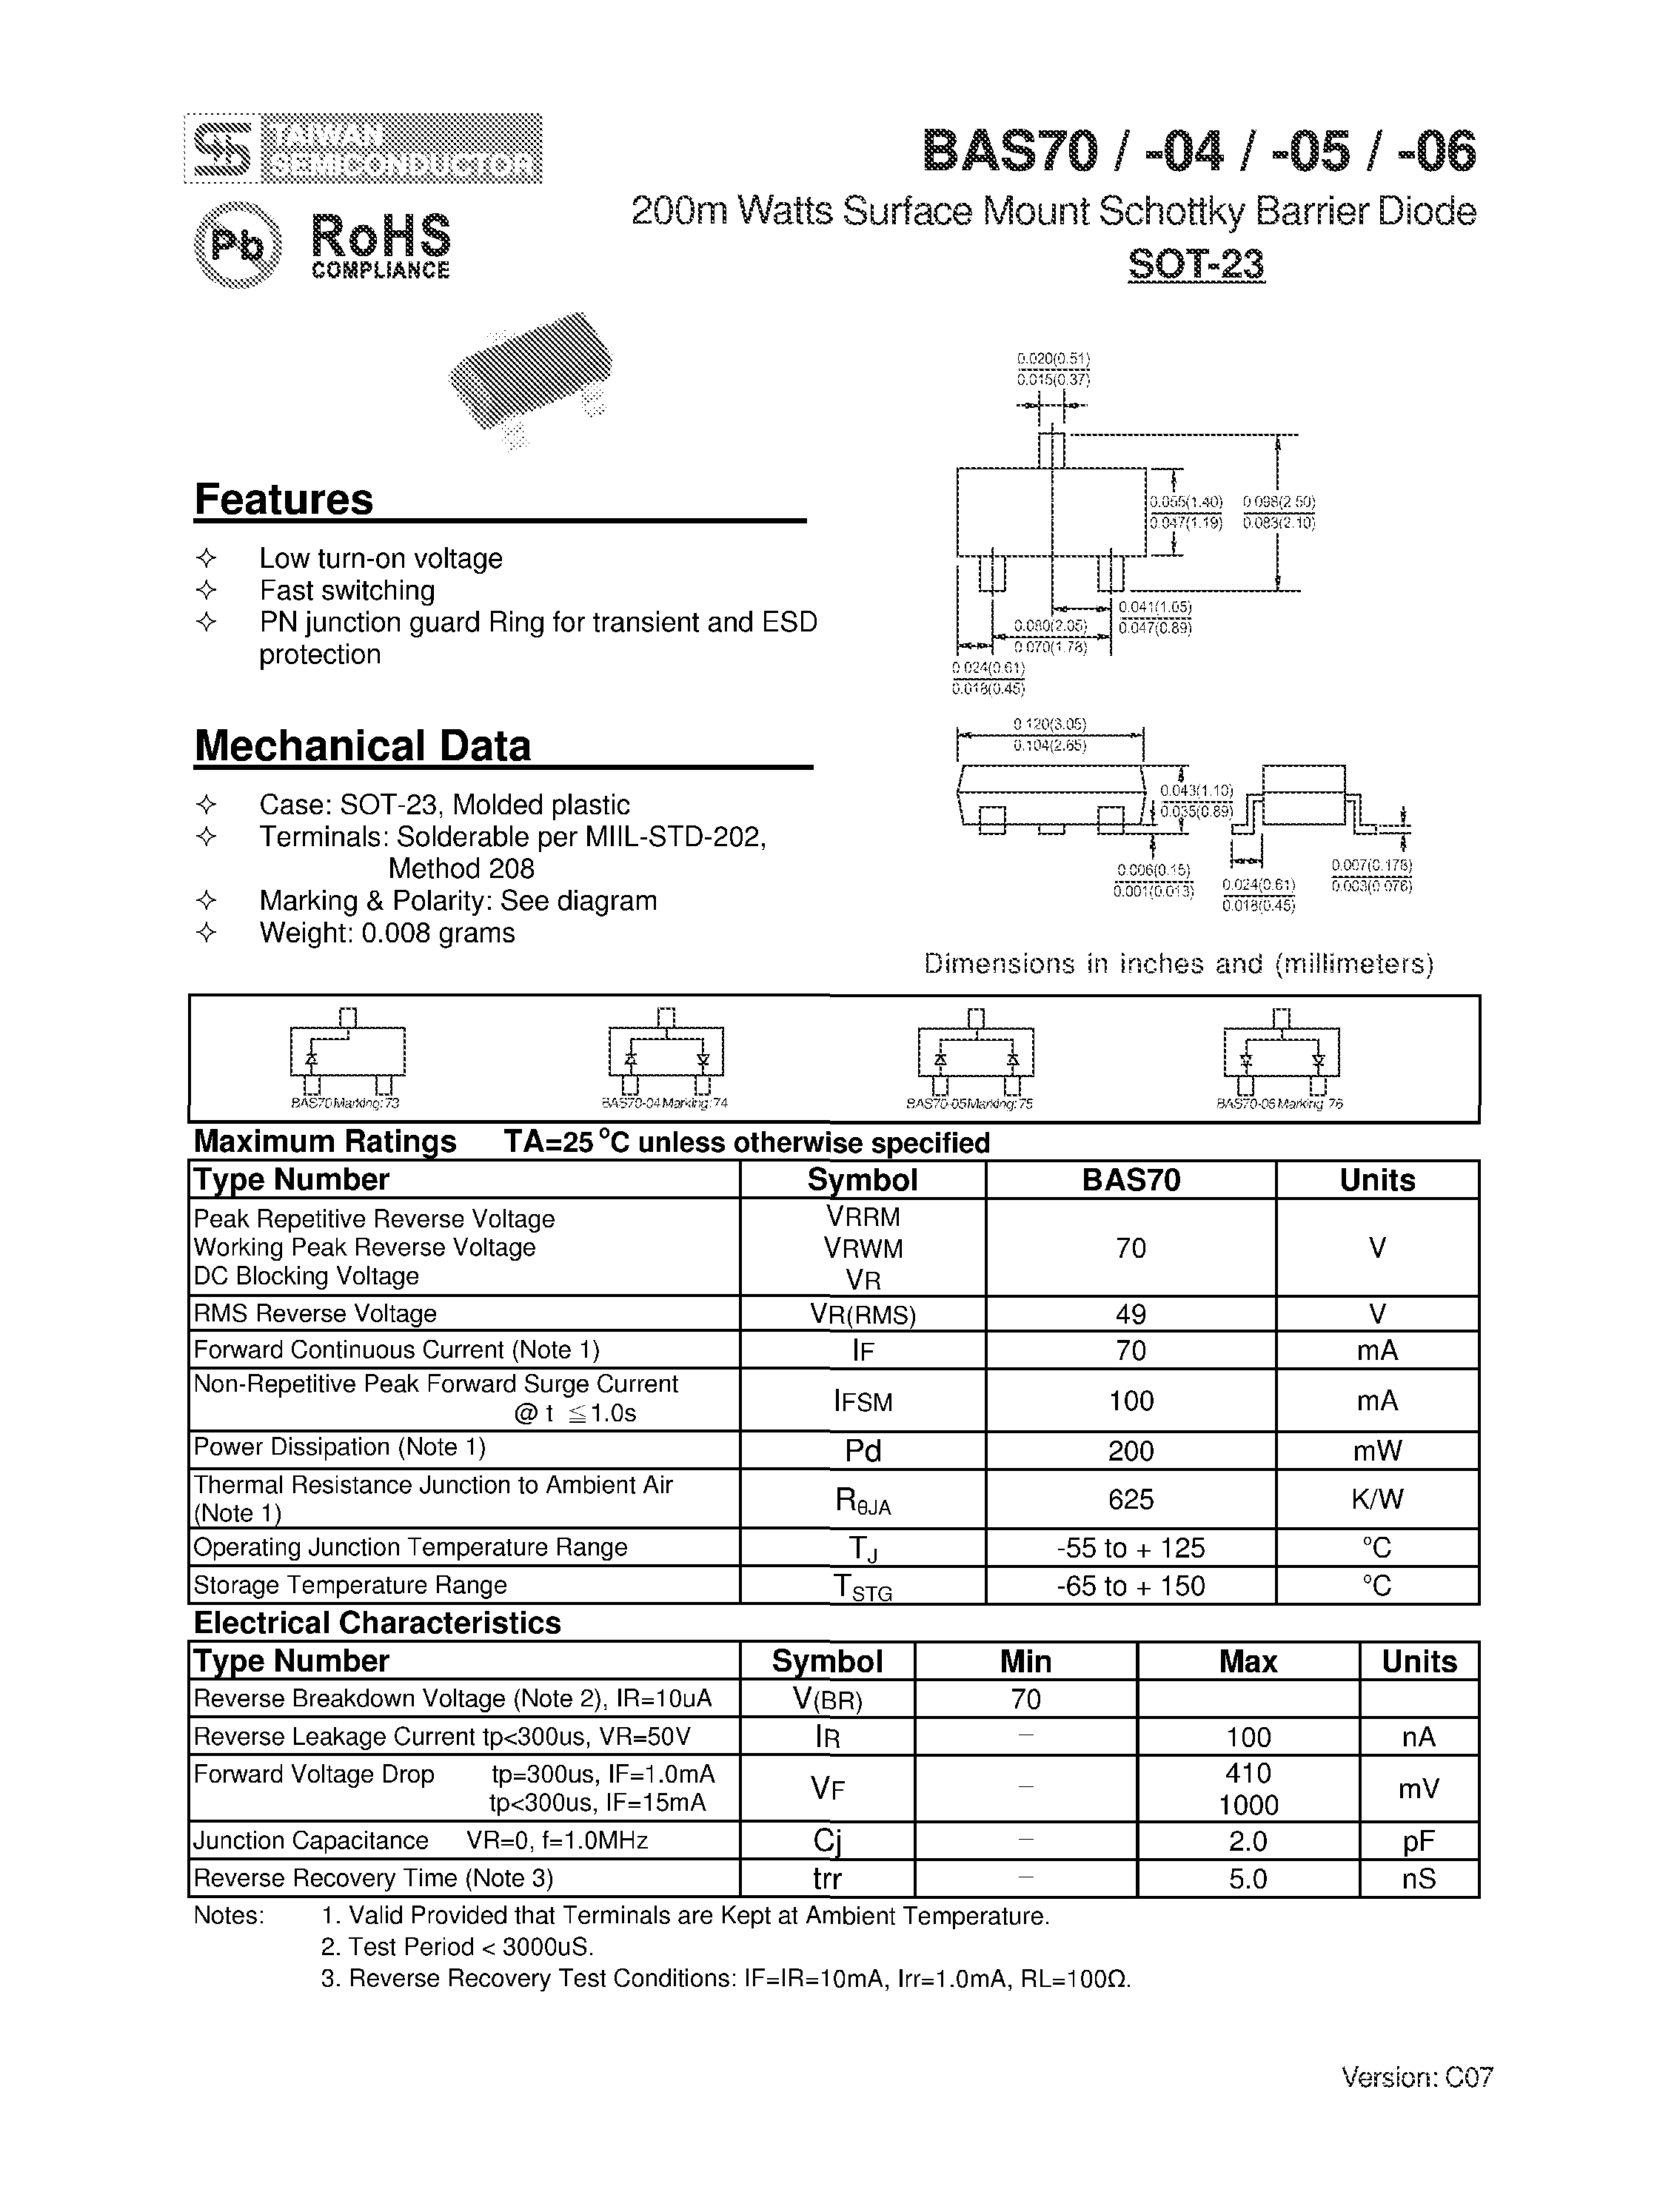 TAIWAN
SEMICONDUCTOR
BAS70 / -04 / -05 / -06
200m Watts Surface Mount Schottky Barrier Diode
SOT-23
Pb
RoHS
COMPLIANCE
0.020(0.51)
0.015(0.37)
0.055(1.40)
0.047(1.19)
0.098(2.50)
0.083(2.10)
0.041(1.05)
0.047(0.89)
0.080(2.05)
0.070(1.78)
0.024(0.61)
0.018(0.45)
Features
Low turn-on voltage
Fast switching
PN junction guard Ring for transient and ESD
protection
Mechanical Data
Case: SOT-23, Molded plastic
Terminals: Solderable per MIIL-STD-202,
Method 208
Marking & Polarity: See diagram
Weight: 0.008 grams
0.120(3.05)
0.104(2.65)
0.043(1.10)
0.035(0.89)
0.006(0.15)
0.001(0.013)
0.024(0.61)
0.018(0.45)
0.007(0.178)
0.003(0.076)
Dimensions in inches and (millimeters)
BAS70 Marking: 73
BAS70-04 Marking: 74
BAS70-05 Marking: 75
BAS70-06 Marking 76
Maximum Ratings TA=25 °C unless otherwise specified
Type Number Symbol BAS70 Units
Peak Repetitive Reverse Voltage VRRM
Working Peak Reverse Voltage VRWM 70 V
DC Blocking Voltage VR
RMS Reverse Voltage VR(RMS) 49 V
Forward Continuous Current (Note 1) IF 70 mA
Non-Repetitive Peak Forward Surge Current
@ t ≦1.0s IFSM 100 mA
Power Dissipation (Note 1) Pd 200 mW
Thermal Resistance Junction to Ambient Air
(Note 1) RθJA 625 K/W
Operating Junction Temperature Range TJ -55 to + 125 °C
Storage Temperature Range TSTG -65 to + 150 °C
Electrical Characteristics
Type Number Symbol Min Max Units
Reverse Breakdown Voltage (Note 2), IR=10uA V(BR) 70
Reverse Leakage Current tp<300us, VR=50V IR – 100 nA
Forward Voltage Drop tp=300us, IF=1.0mA VF – 410 mV
tp<300us, IF=15mA 1000
Junction Capacitance VR=0, f=1.0MHz Cj – 2.0 pF
Reverse Recovery Time (Note 3) trr – 5.0 nS
Notes: 1. Valid Provided that Terminals are Kept at Ambient Temperature.
2. Test Period < 3000uS.
3. Reverse Recovery Test Conditions: IF=IR=10mA, Irr=1.0mA, RL=100Ω.
Version: C07